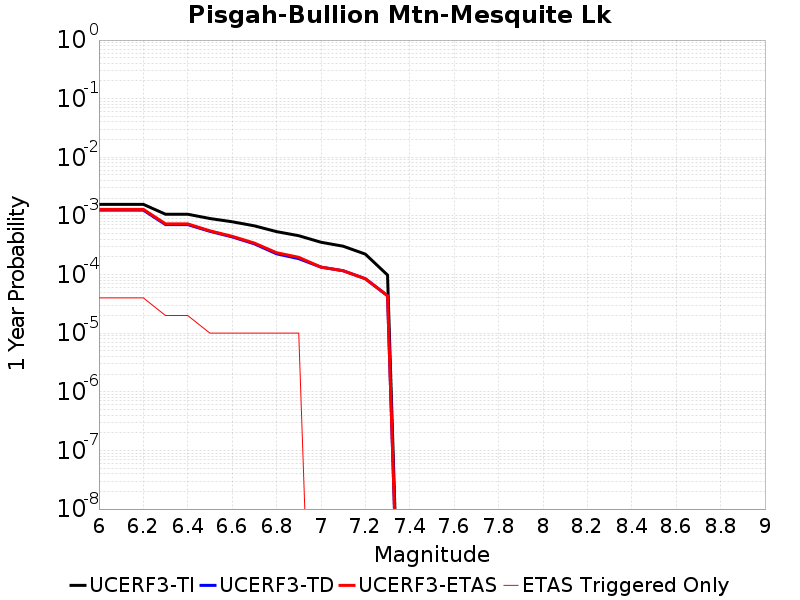 Pisgah-Bullion Mtn-Mesquite Lk
1 Year Probability
10^0
10^-1
10^-2
10^-3
10^-4
10^-5
10^-6
10^-7
10^-8
6 6.2 6.4 6.6 6.8 7 7.2 7.4 7.6 7.8 8 8.2 8.4 8.6 8.8 9
Magnitude
UCERF3-TI UCERF3-TD UCERF3-ETAS ETAS Triggered Only